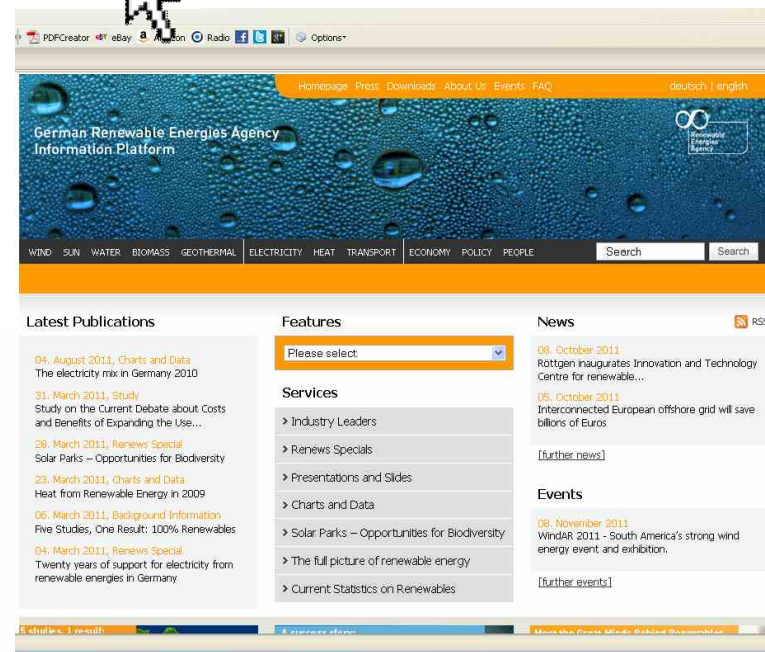 PDFCreator eBay Amazon Radio Options
Homepage Press Downloads About Us Events FAQ deutsch | english
German Renewable Energies Agency
Information Platform
Renewable
Energies
Agency
WIND SUN WATER BIOMASS GEOTHERMAL ELECTRICITY HEAT TRANSPORT ECONOMY POLICY PEOPLE Search Search
Latest Publications
04. August 2011, Charts and Data
The electricity mix in Germany 2010
31. March 2011, Study
Study on the Current Debate about Costs
and Benefits of Expanding the Use...
28. March 2011, Renews Special
Solar Parks – Opportunities for Biodiversity
23. March 2011, Charts and Data
Heat from Renewable Energy in 2009
06. March 2011, Background Information
Five Studies, One Result: 100% Renewables
04. March 2011, Renews Special
Twenty years of support for electricity from
renewable energies in Germany
Features
Please select
Services
> Industry Leaders
> Renews Specials
> Presentations and Slides
> Charts and Data
> Solar Parks – Opportunities for Biodiversity
> The full picture of renewable energy
> Current Statistics on Renewables
News RSS
08. October 2011
Röttgen inaugurates Innovation and Technology
Centre for renewable...
05. October 2011
Interconnected European offshore grid will save
billions of Euros
[further news]
Events
08. November 2011
WindAR 2011 - South America's strong wind
energy event and exhibition.
[further events]
5 studies, 1 result:
A success story:
Meet the Great Minds Behind Renewables